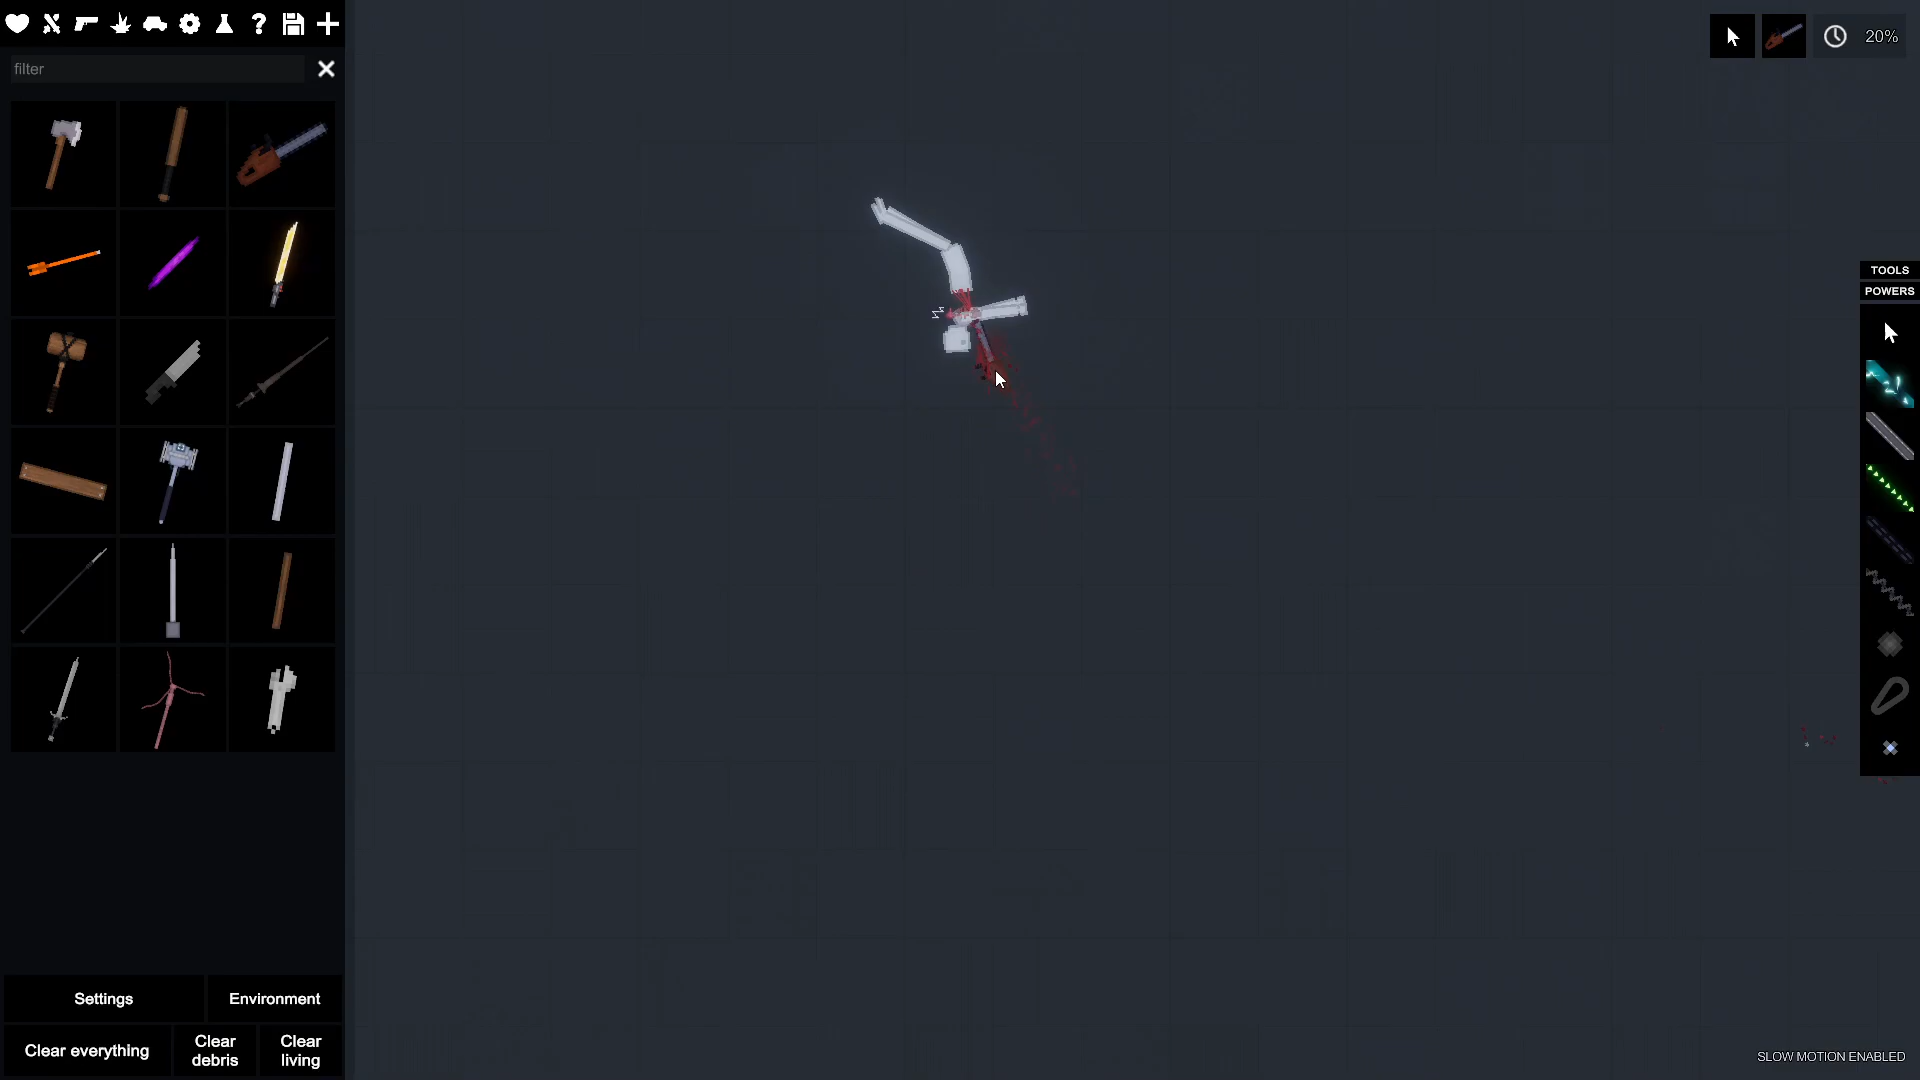 filter
20%
TOOLS
POWERS
Settings
Environment
Clear everything
Clear
debris
Clear
living
SLOW MOTION ENABLED